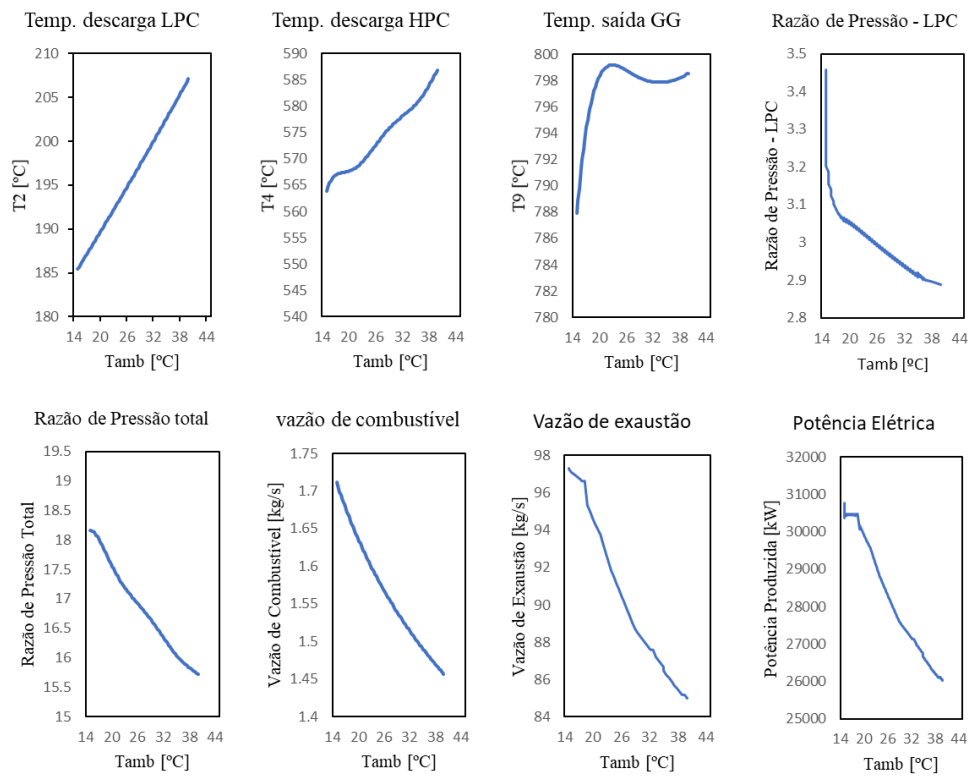 Temp. descarga LPC
T2 [ºC]
210
205
200
195
190
185
180
14 20 26 32 38 44
Tamb [ºC]
Temp. descarga HPC
T4 [ºC]
590
585
580
575
570
565
560
555
550
545
540
14 20 26 32 38 44
Tamb [ºC]
Temp. saída GG
T9 [ºC]
800
798
796
794
792
790
788
786
784
782
780
14 20 26 32 38 44
Tamb [ºC]
Razão de Pressão - LPC
Razão de Pressão - LPC
3.5
3.4
3.3
3.2
3.1
3
2.9
2.8
14 20 26 32 38 44
Tamb [ºC]
Razão de Pressão total
Razão de Pressão Total
19.5
19
18.5
18
17.5
17
16.5
16
15.5
15
14 20 26 32 38 44
Tamb [ºC]
vazão de combustível
Vazão de Combustível [kg/s]
1.75
1.7
1.65
1.6
1.55
1.5
1.45
1.4
14 20 26 32 38 44
Tamb [ºC]
Vazão de exaustão
Vazão de Exaustão [kg/s]
98
96
94
92
90
88
86
84
14 20 26 32 38 44
Tamb [ºC]
Potência Elétrica
Potência Produzida [kW]
32000
31000
30000
29000
28000
27000
26000
25000
14 20 26 32 38 44
Tamb [ºC]